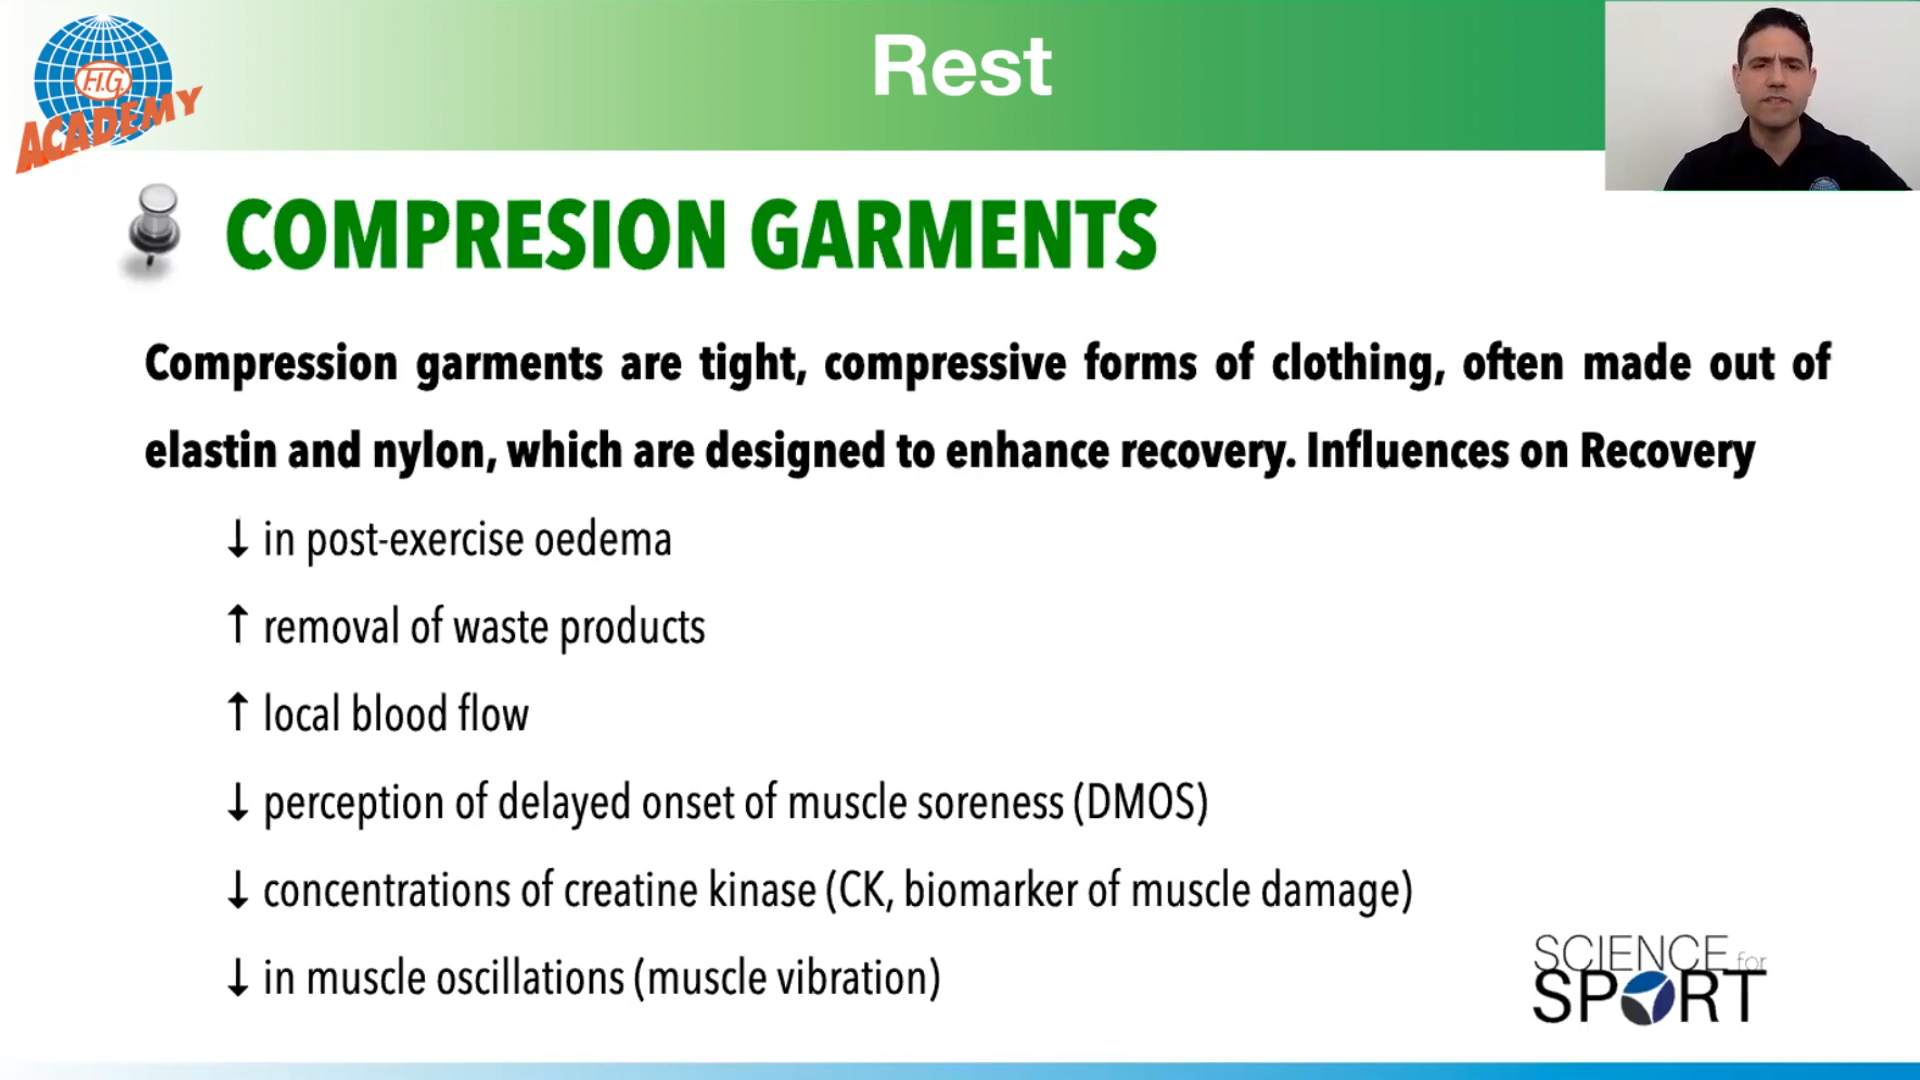 Rest
F.I.G.
ACADEMY
COMPRESION GARMENTS
Compression garments are tight, compressive forms of clothing, often made out of
elastin and nylon, which are designed to enhance recovery. Influences on Recovery
↓ in post-exercise oedema
↑ removal of waste products
↑ local blood flow
↓ perception of delayed onset of muscle soreness (DMOS)
↓ concentrations of creatine kinase (CK, biomarker of muscle damage)
↓ in muscle oscillations (muscle vibration)
SCIENCE for
SPORT